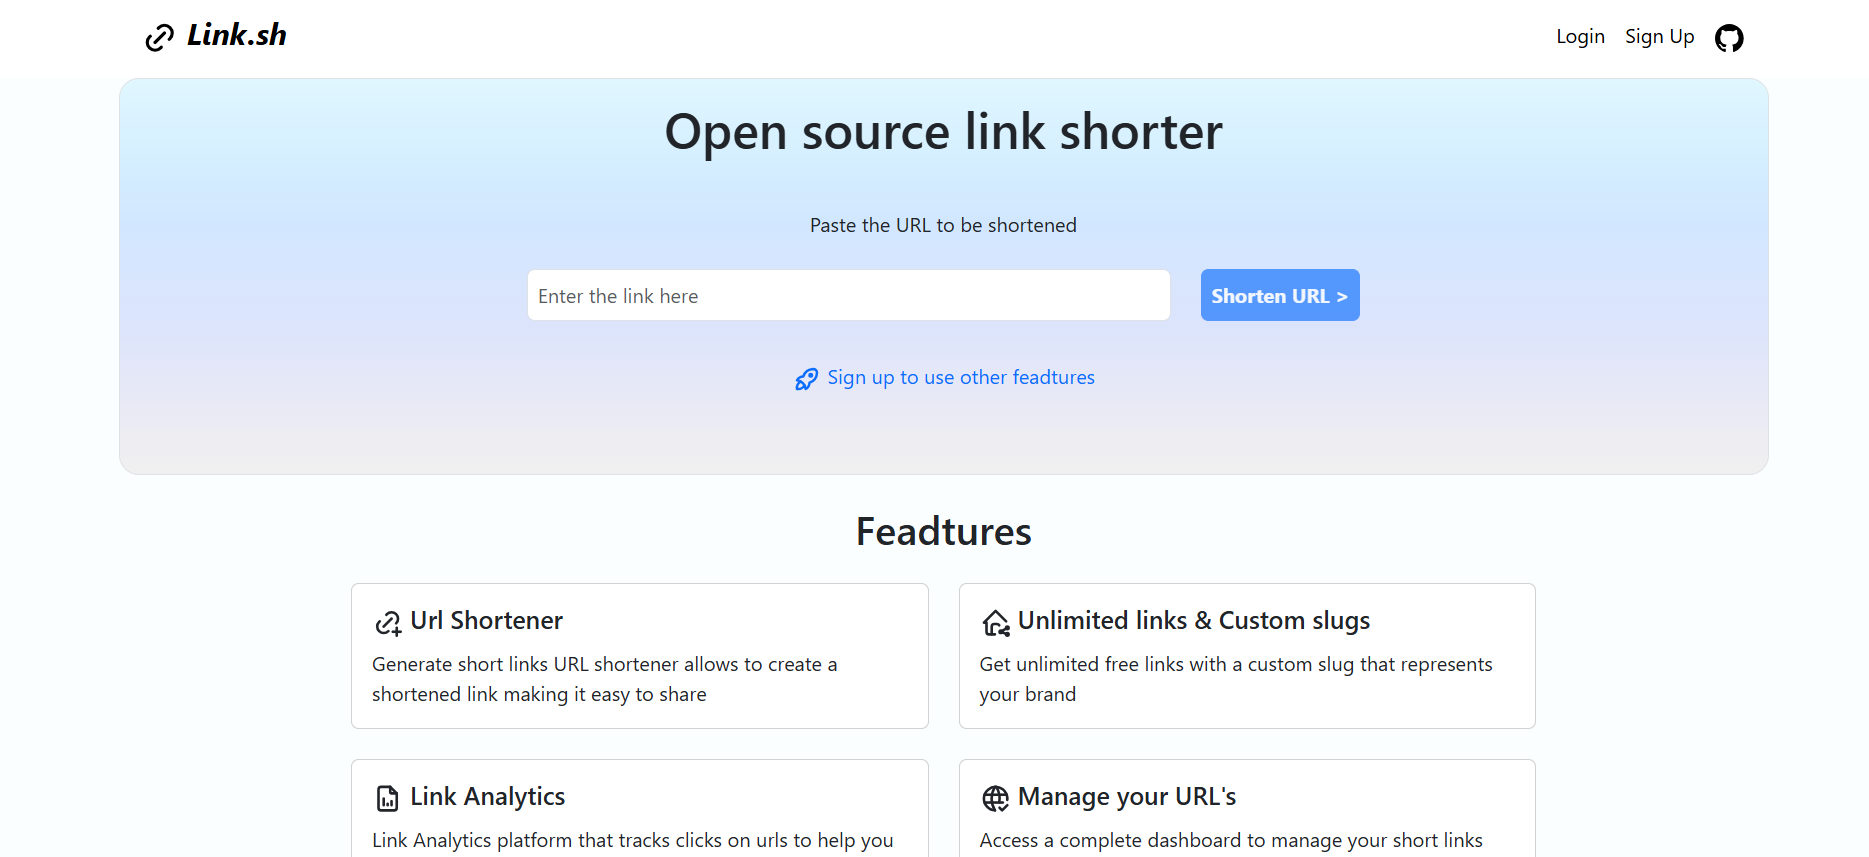 Link.sh
Login Sign Up
Open source link shorter
Paste the URL to be shortened
Enter the link here
Shorten URL >
Sign up to use other feadtures
Feadtures
Url Shortener
Generate short links URL shortener allows to create a
shortened link making it easy to share
Unlimited links & Custom slugs
Get unlimited free links with a custom slug that represents
your brand
Link Analytics
Link Analytics platform that tracks clicks on urls to help you
Manage your URL's
Access a complete dashboard to manage your short links